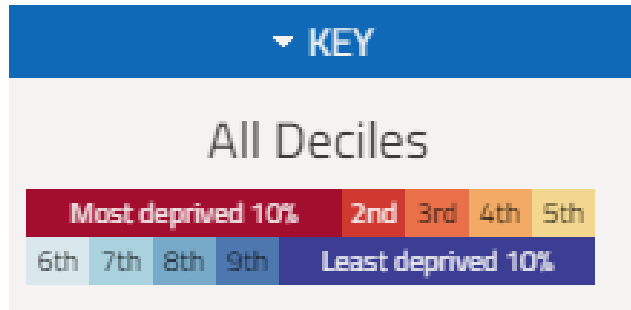 KEY
All Deciles
Most deprived 10% 2nd 3rd 4th 5th
6th 7th 8th 9th Least deprived 10%